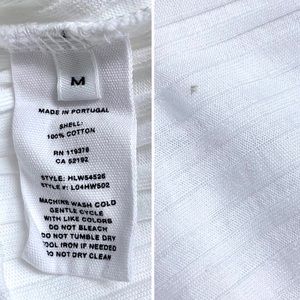 M
MADE IN PORTUGAL
SHELL:
100% COTTON
RN 119378
CA 52192
STYLE: HLW54526
STYLE #: L04HW502
MACHINE WASH COLD
GENTLE CYCLE
WITH LIKE COLORS
DO NOT BLEACH
DO NOT TUMBLE DRY
COOL IRON IF NEEDED
DO NOT DRY CLEAN